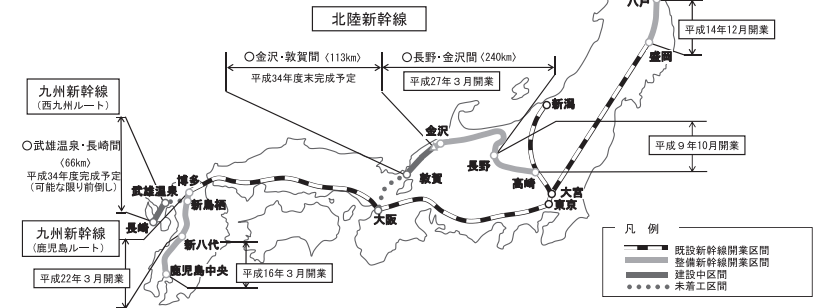 北陸新幹線
八戸
平成14年12月開業
盛岡
○金沢・敦賀間〈113km〉
平成34年度末完成予定
○長野・金沢間〈240km〉
平成27年3月開業
新潟
九州新幹線
(西九州ルート)
○武雄温泉・長崎間
〈66km〉
平成34年度完成予定
(可能な限り前倒し)
金沢
平成9年10月開業
長野
敦賀
高崎
大宮
東京
大阪
博多
武雄温泉
新鳥栖
長崎
九州新幹線
(鹿児島ルート)
新八代
鹿児島中央
平成22年3月開業
平成16年3月開業
凡 例
既設新幹線開業区間
整備新幹線開業区間
建設中区間
未着工区間